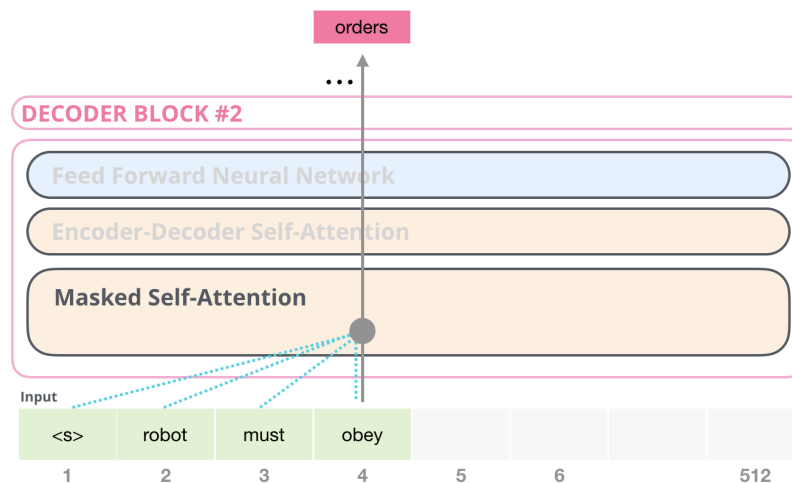 orders
...
DECODER BLOCK #2
Feed Forward Neural Network
Encoder-Decoder Self-Attention
Masked Self-Attention
Input
<s> robot must obey
1 2 3 4 5 6 512